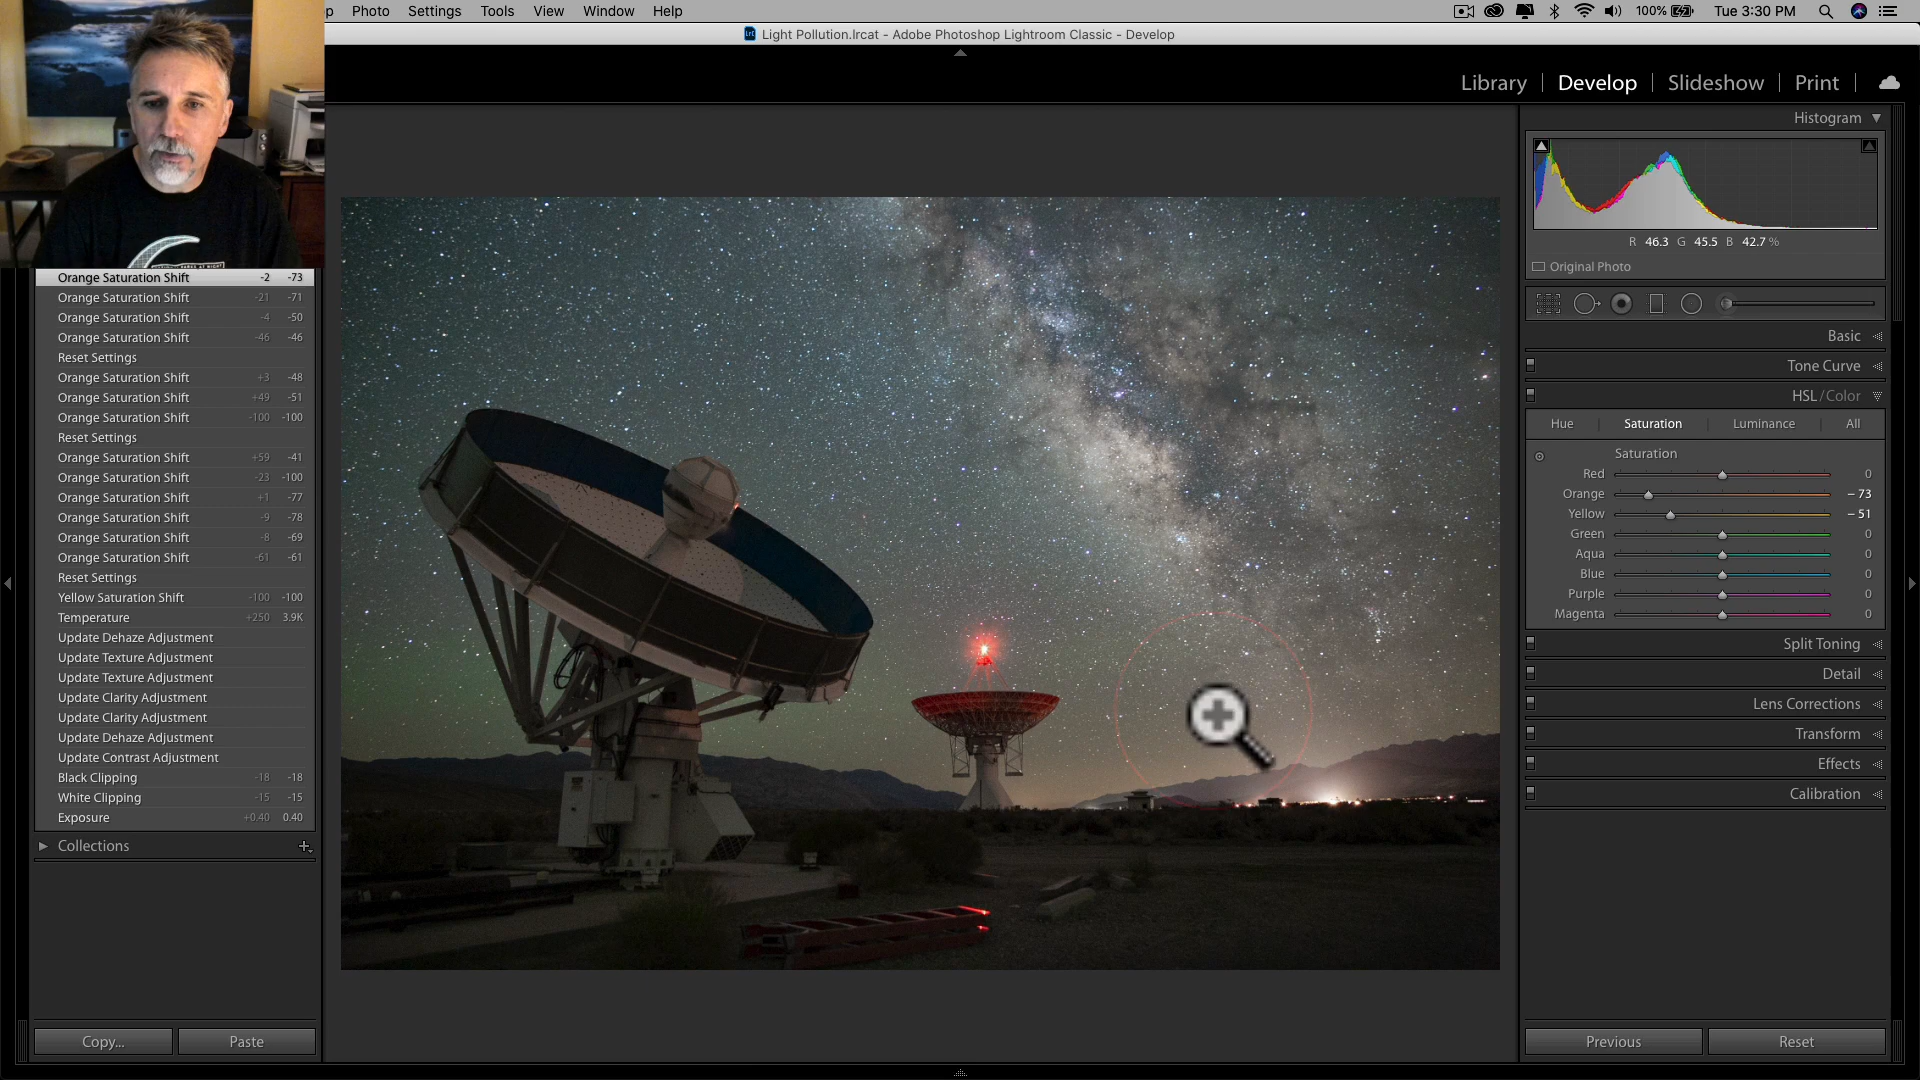 p Photo Settings Tools View Window Help 100% Tue 3:30 PM
LrC Light Pollution.lrcat - Adobe Photoshop Lightroom Classic - Develop
Library | Develop | Slideshow | Print |
Histogram
R 46.3 G 45.5 B 42.7 %
Original Photo
Basic
Tone Curve
HSL / Color
Hue Saturation Luminance All
Saturation
Red 0
Orange - 73
Yellow - 51
Green 0
Aqua 0
Blue 0
Purple 0
Magenta 0
Split Toning
Detail
Lens Corrections
Transform
Effects
Calibration
Previous Reset
Orange Saturation Shift -2 -73
Orange Saturation Shift -21 -71
Orange Saturation Shift -4 -50
Orange Saturation Shift -46 -46
Reset Settings
Orange Saturation Shift +3 -48
Orange Saturation Shift +49 -51
Orange Saturation Shift -100 -100
Reset Settings
Orange Saturation Shift +59 -41
Orange Saturation Shift -23 -100
Orange Saturation Shift +1 -77
Orange Saturation Shift -9 -78
Orange Saturation Shift -8 -69
Orange Saturation Shift -61 -61
Reset Settings
Yellow Saturation Shift -100 -100
Temperature +250 3.9K
Update Dehaze Adjustment
Update Texture Adjustment
Update Texture Adjustment
Update Clarity Adjustment
Update Clarity Adjustment
Update Dehaze Adjustment
Update Contrast Adjustment
Black Clipping -18 -18
White Clipping -15 -15
Exposure +0.40 0.40
Collections
Copy... Paste